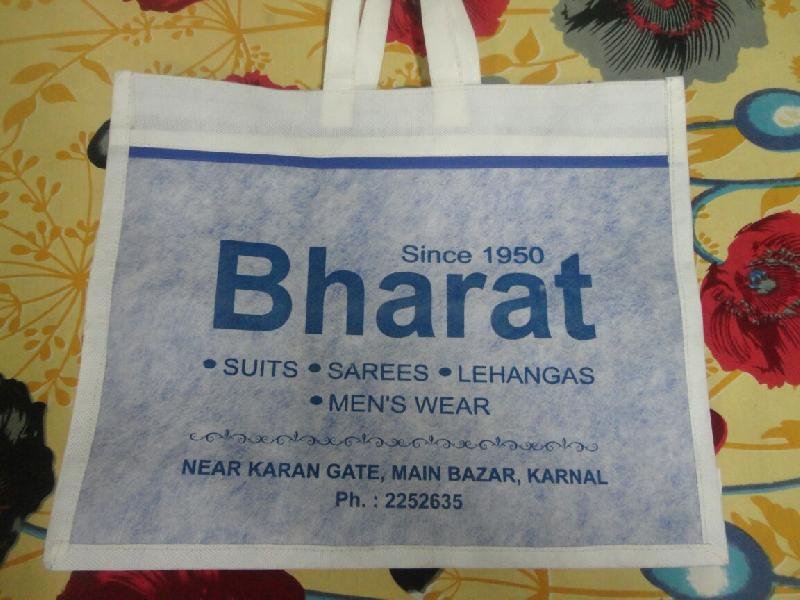 Since 1950
Bharat
• SUITS • SAREES • LEHANGAS
• MEN'S WEAR
NEAR KARAN GATE, MAIN BAZAR, KARNAL
Ph. : 2252635